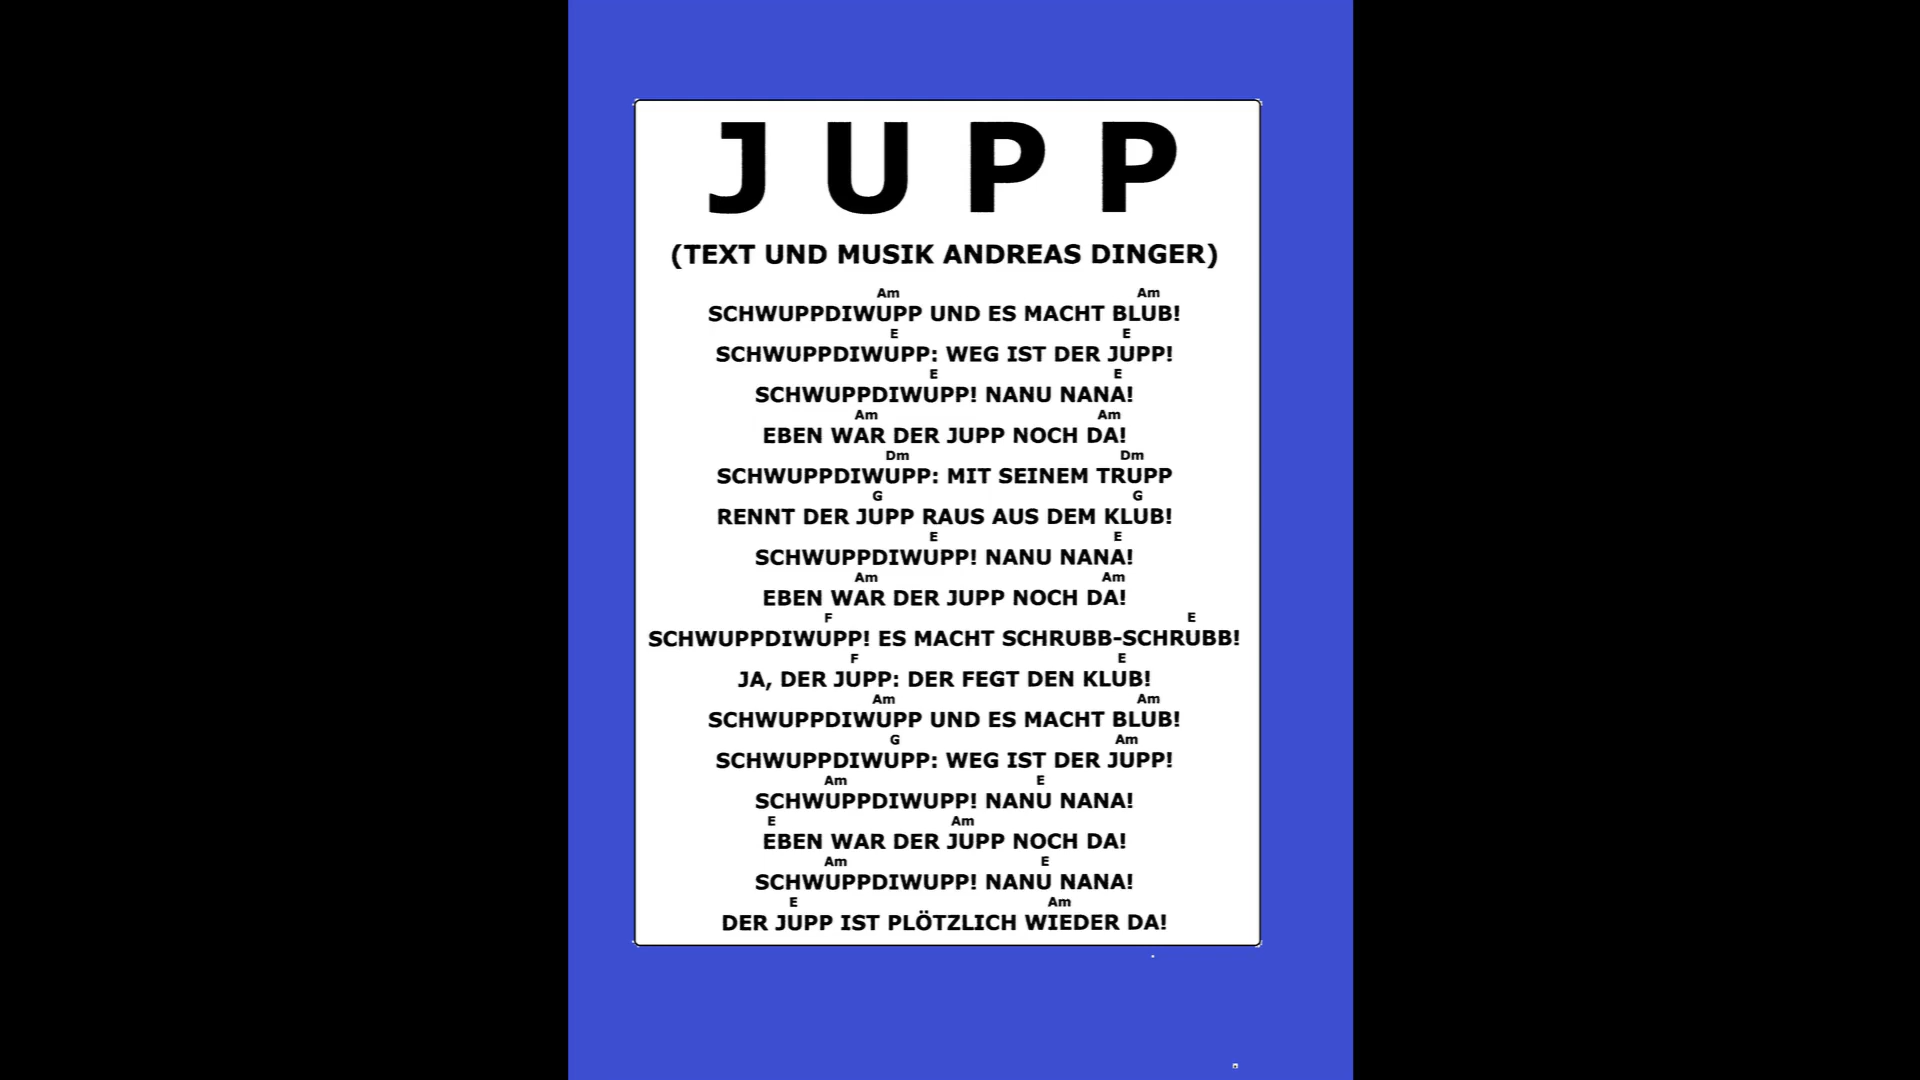 J U P P
(TEXT UND MUSIK ANDREAS DINGER)
Am Am
SCHWUPPDIWUPP UND ES MACHT BLUB!
E E
SCHWUPPDIWUPP: WEG IST DER JUPP!
E E
SCHWUPPDIWUPP! NANU NANA!
Am Am
EBEN WAR DER JUPP NOCH DA!
Dm Dm
SCHWUPPDIWUPP: MIT SEINEM TRUPP
G G
RENNT DER JUPP RAUS AUS DEM KLUB!
E E
SCHWUPPDIWUPP! NANU NANA!
Am Am
EBEN WAR DER JUPP NOCH DA!
F E
SCHWUPPDIWUPP! ES MACHT SCHRUBB-SCHRUBB!
F E
JA, DER JUPP: DER FEGT DEN KLUB!
Am Am
SCHWUPPDIWUPP UND ES MACHT BLUB!
G Am
SCHWUPPDIWUPP: WEG IST DER JUPP!
Am E
SCHWUPPDIWUPP! NANU NANA!
E Am
EBEN WAR DER JUPP NOCH DA!
Am E
SCHWUPPDIWUPP! NANU NANA!
E Am
DER JUPP IST PLÖTZLICH WIEDER DA!